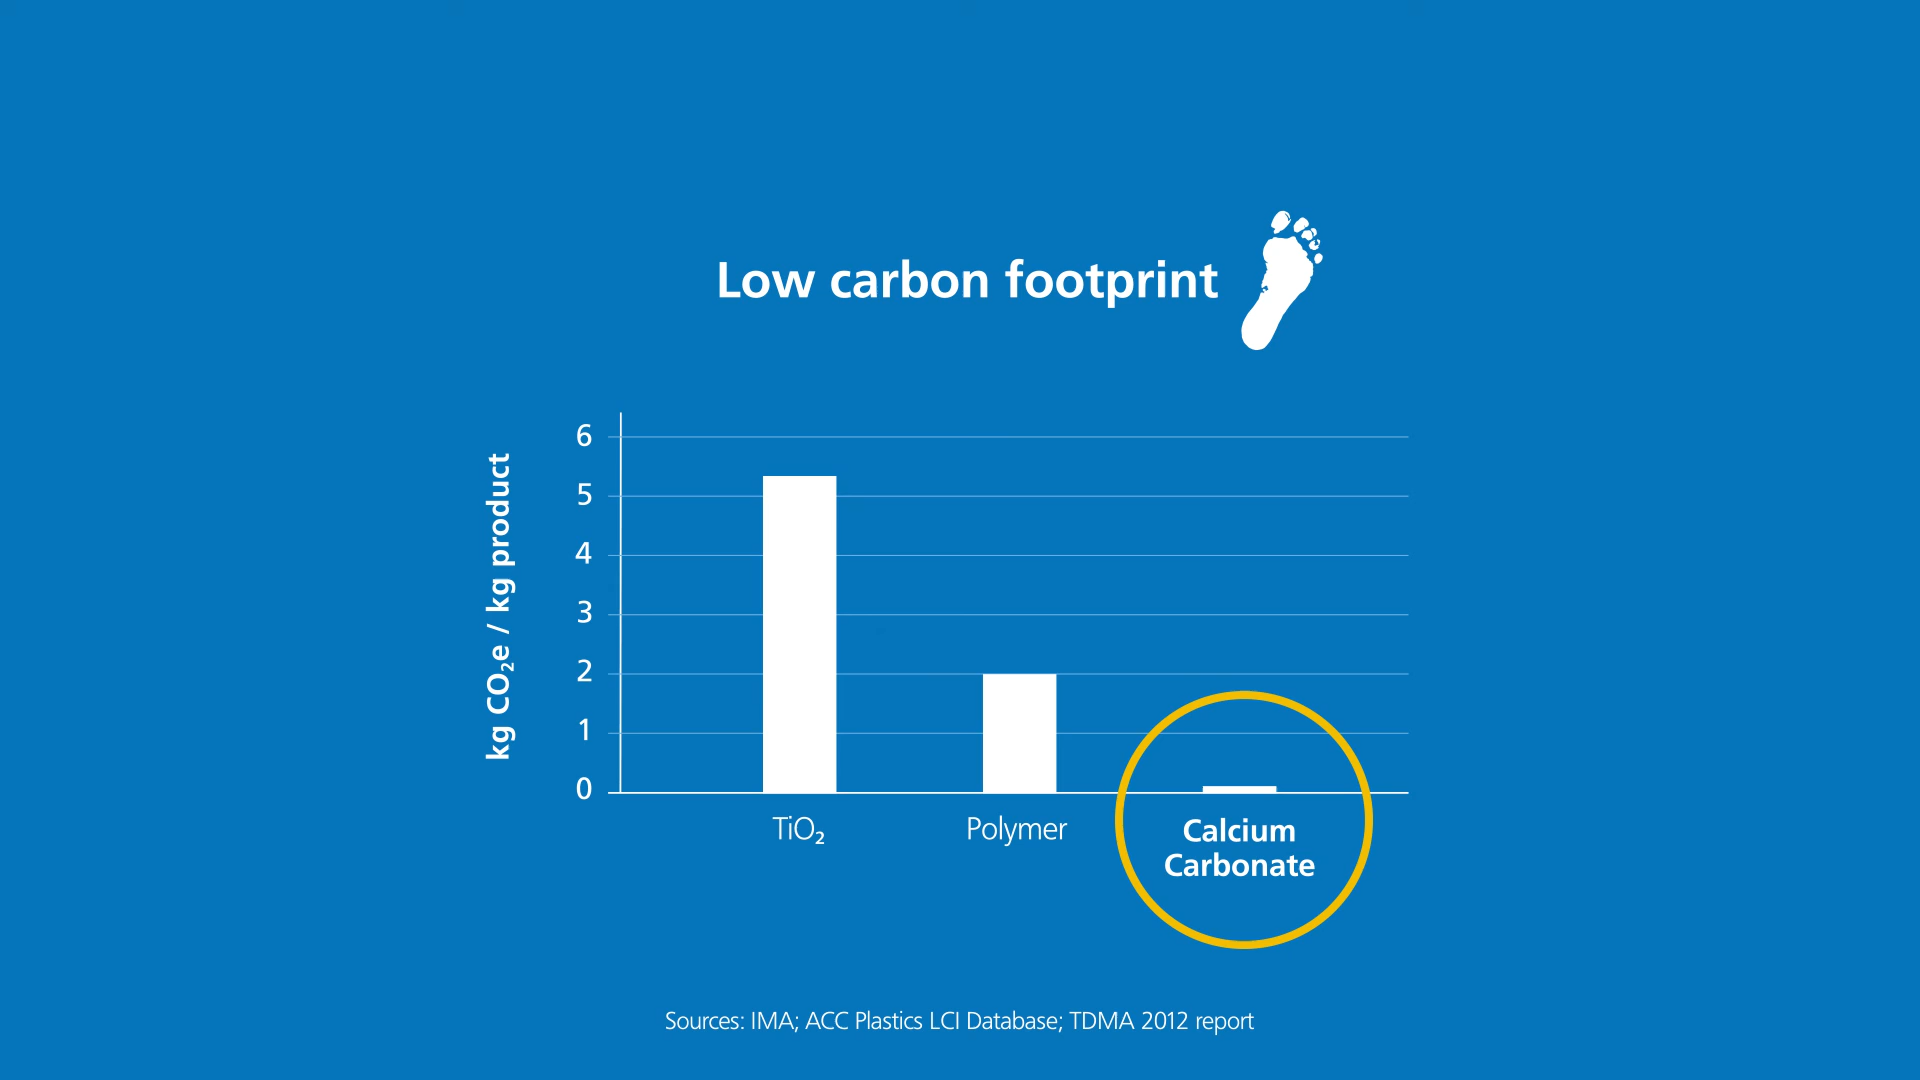 Low carbon footprint
kg CO₂e / kg product
6
5
4
3
2
1
0
TiO₂
Polymer
Calcium
Carbonate
Sources: IMA; ACC Plastics LCI Database; TDMA 2012 report